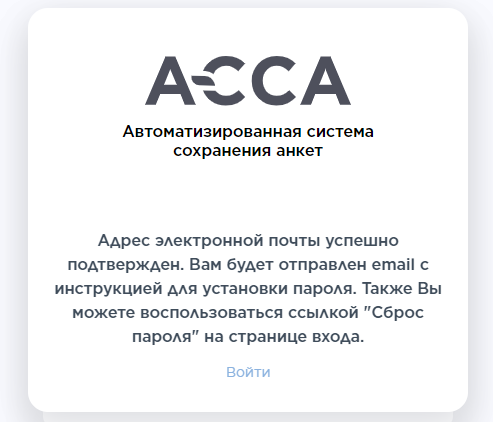 АССА
Автоматизированная система
сохранения анкет
Адрес электронной почты успешно
подтвержден. Вам будет отправлен email с
инструкцией для установки пароля. Также Вы
можете воспользоваться ссылкой "Сброс
пароля" на странице входа.
Войти